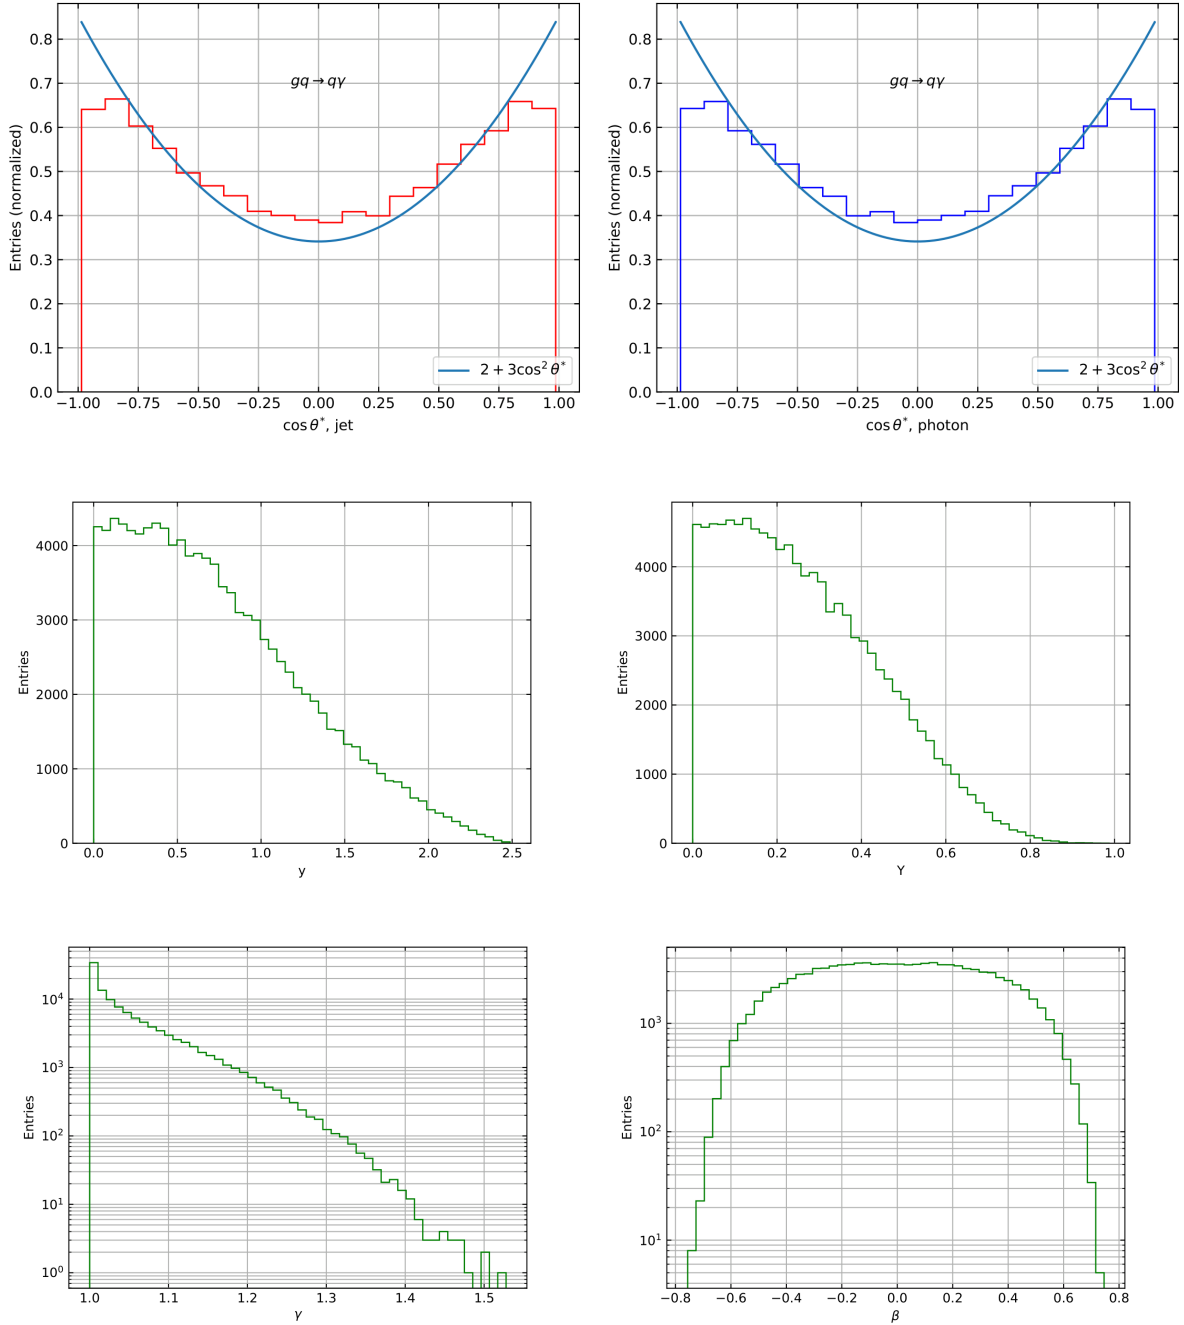 0.8
0.7
0.6
0.5
0.4
0.3
0.2
0.1
0.0
Entries (normalized)
gq → qγ
2 + 3cos² θ*
−1.00 −0.75 −0.50 −0.25 0.00 0.25 0.50 0.75 1.00
cos θ*, jet
0.8
0.7
0.6
0.5
0.4
0.3
0.2
0.1
0.0
Entries (normalized)
gq → qγ
2 + 3cos² θ*
−1.00 −0.75 −0.50 −0.25 0.00 0.25 0.50 0.75 1.00
cos θ*, photon
4000
3000
2000
1000
0
Entries
0.0 0.5 1.0 1.5 2.0 2.5
y
4000
3000
2000
1000
0
Entries
0.0 0.2 0.4 0.6 0.8 1.0
Y
10⁴
10³
10²
10¹
10⁰
Entries
1.0 1.1 1.2 1.3 1.4 1.5
γ
10³
10²
10¹
Entries
−0.8 −0.6 −0.4 −0.2 0.0 0.2 0.4 0.6 0.8
β